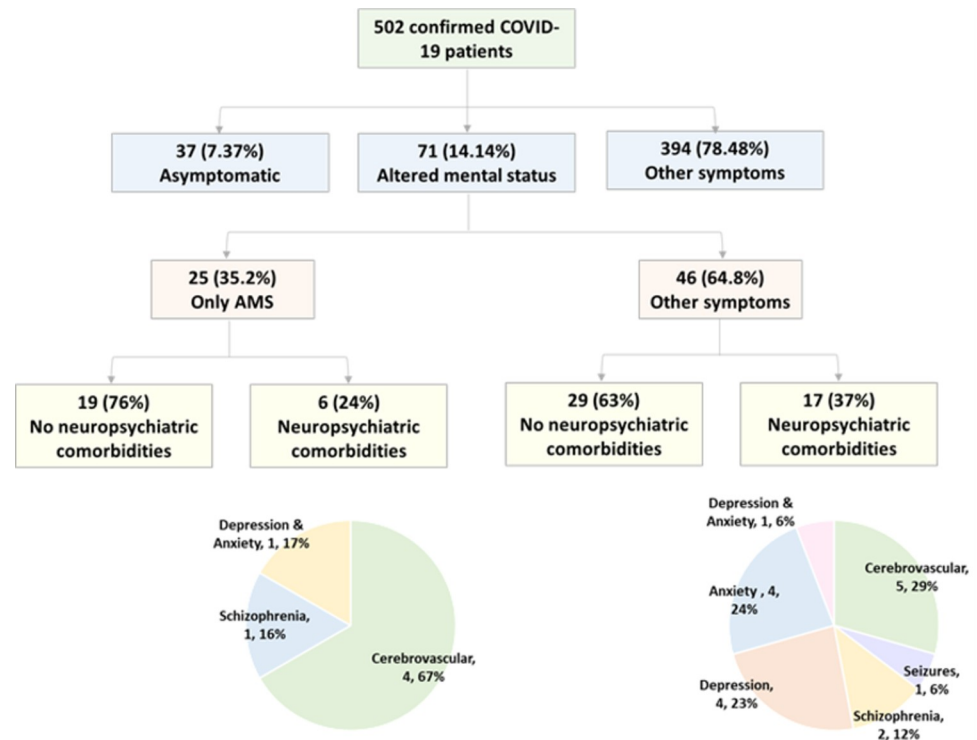 502 confirmed COVID-
19 patients
37 (7.37%)
Asymptomatic
71 (14.14%)
Altered mental status
394 (78.48%)
Other symptoms
25 (35.2%)
Only AMS
46 (64.8%)
Other symptoms
19 (76%)
No neuropsychiatric
comorbidities
6 (24%)
Neuropsychiatric
comorbidities
29 (63%)
No neuropsychiatric
comorbidities
17 (37%)
Neuropsychiatric
comorbidities
Depression &
Anxiety, 1, 17%
Schizophrenia,
1, 16%
Cerebrovascular,
4, 67%
Depression &
Anxiety, 1, 6%
Cerebrovascular,
5, 29%
Anxiety , 4,
24%
Seizures,
1, 6%
Depression,
4, 23%
Schizophrenia,
2, 12%